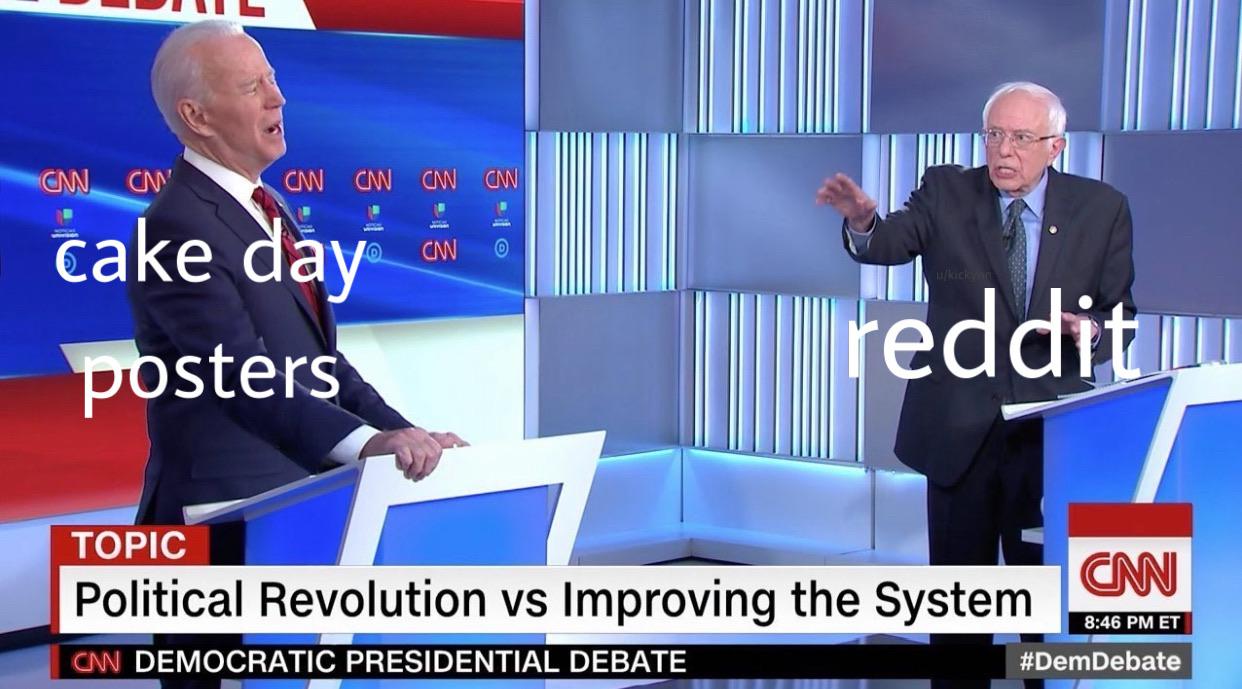 DEBATE
CNN CNN CNN CNN CNN CNN
CNN
cake day
posters
u/kickyon
reddit
TOPIC
Political Revolution vs Improving the System
CNN
8:46 PM ET
CNN DEMOCRATIC PRESIDENTIAL DEBATE
#DemDebate